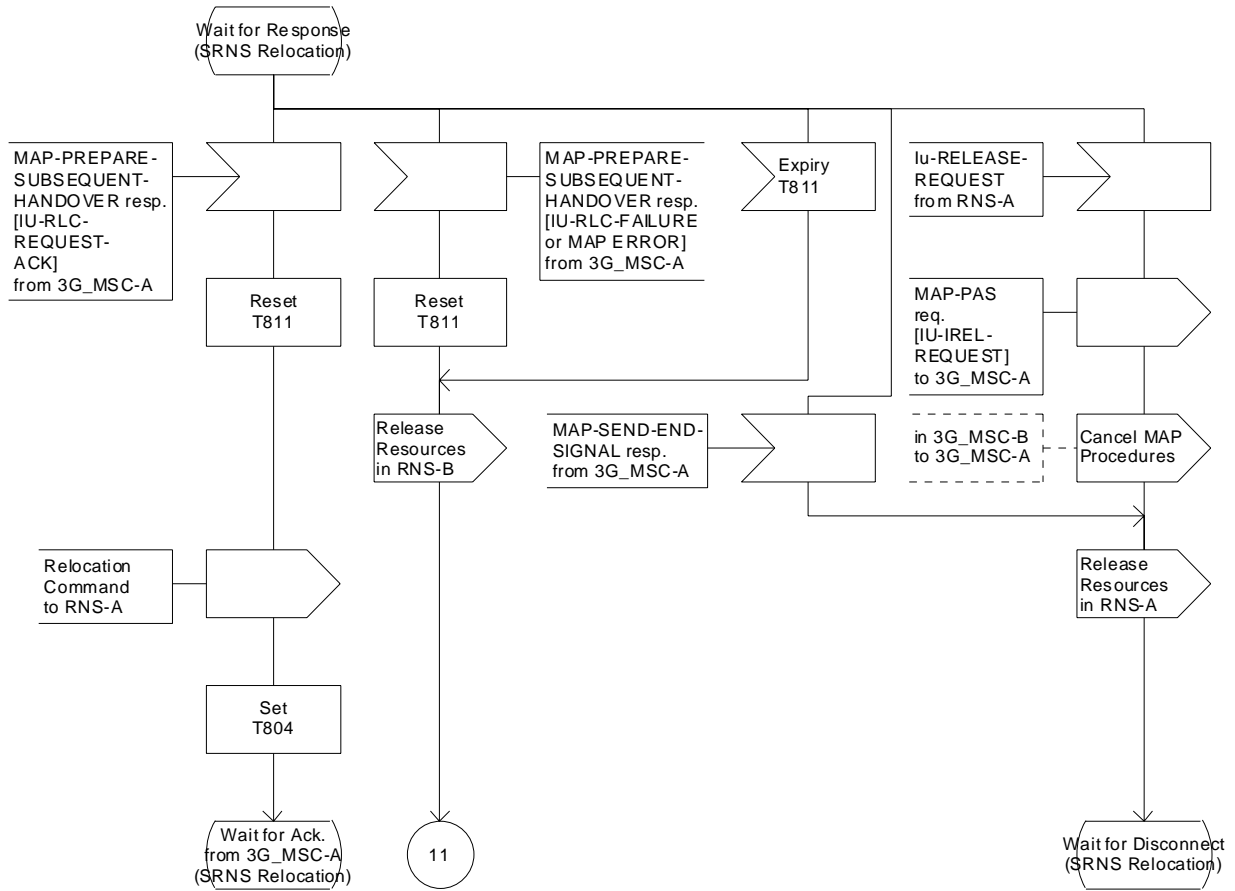 Wait for Response
(SRNS Relocation)
MAP-PREPARE-
SUBSEQUENT-
HANDOVER resp.
[IU-RLC-
REQUEST-
ACK]
from 3G_MSC-A
MAP-PREPARE-
SUBSEQUENT-
HANDOVER resp.
[IU-RLC-FAILURE
or MAP ERROR]
from 3G_MSC-A
Expiry
T811
Iu-RELEASE-
REQUEST
from RNS-A
Reset
T811
Reset
T811
MAP-PAS
req.
[IU-IREL-
REQUEST]
to 3G_MSC-A
Release
Resources
in RNS-B
MAP-SEND-END-
SIGNAL resp.
from 3G_MSC-A
in 3G_MSC-B
to 3G_MSC-A
Cancel MAP
Procedures
Relocation
Command
to RNS-A
Release
Resources
in RNS-A
Set
T804
Wait for Ack.
from 3G_MSC-A
(SRNS Relocation)
11
Wait for Disconnect
(SRNS Relocation)